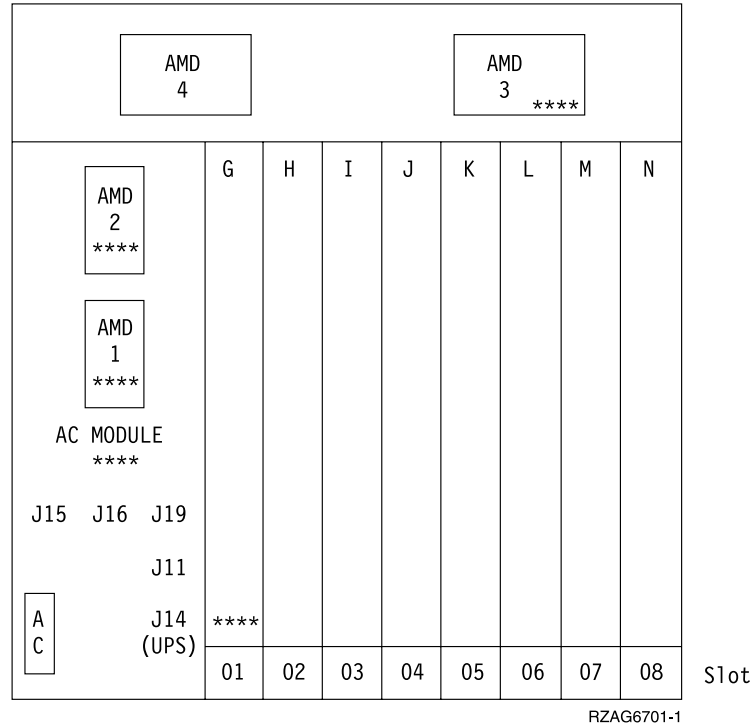 AMD
4
AMD
3
****
G H I J K L M N
AMD
2
****
AMD
1
****
AC MODULE
****
J15 J16 J19
J11
A
C
J14
(UPS)
****
01 02 03 04 05 06 07 08 Slot
RZAG6701-1